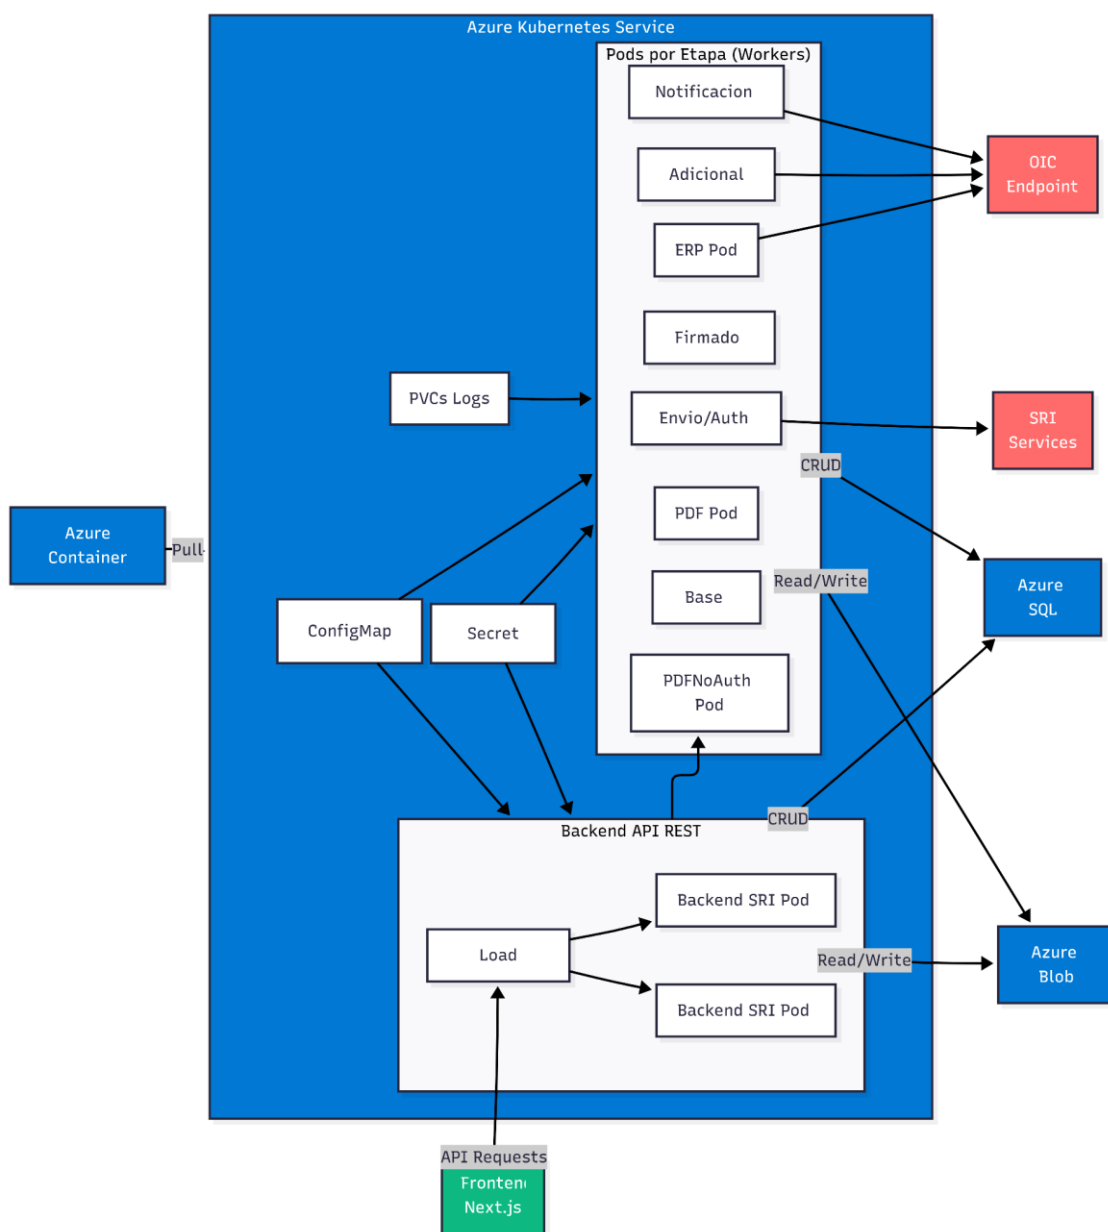 Azure Kubernetes Service
Pods por Etapa (Workers)
Notificacion
Adicional
ERP Pod
Firmado
Envio/Auth
PDF Pod
Base
PDFNoAuth
Pod
OIC
Endpoint
SRI
Services
PVCs Logs
CRUD
Azure
Container
Pull
Azure
SQL
Read/Write
ConfigMap
Secret
CRUD
Backend API REST
Backend SRI Pod
Load
Backend SRI Pod
Read/Write
Azure
Blob
API Requests
Fronten
Next.js